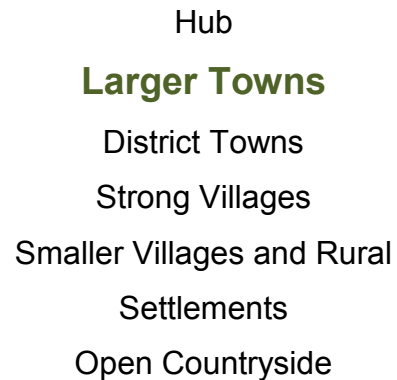 Hub
Larger Towns
District Towns
Strong Villages
Smaller Villages and Rural
Settlements
Open Countryside